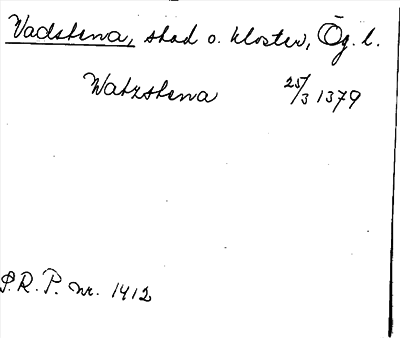 Vadstena, stad o. kloster, Ög. l.
Watzstena 25/3 1379
S.R.P. nr. 1412